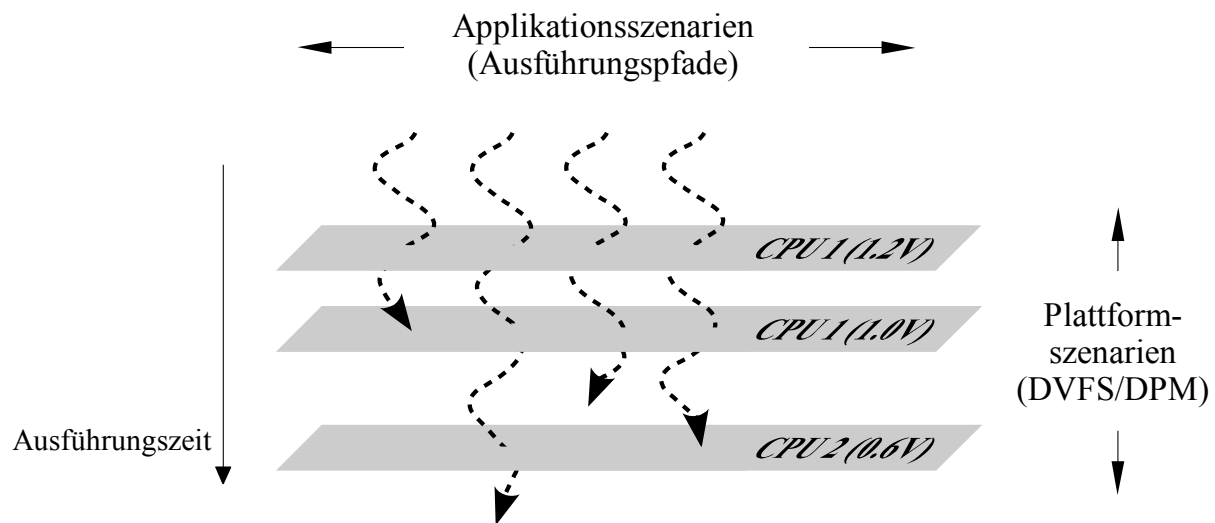 Applikationsszenarien
(Ausführungspfade)
CPU 1 (1.2V)
CPU 1 (1.0V)
Plattform-
szenarien
(DVFS/DPM)
Ausführungszeit
CPU 2 (0.6V)